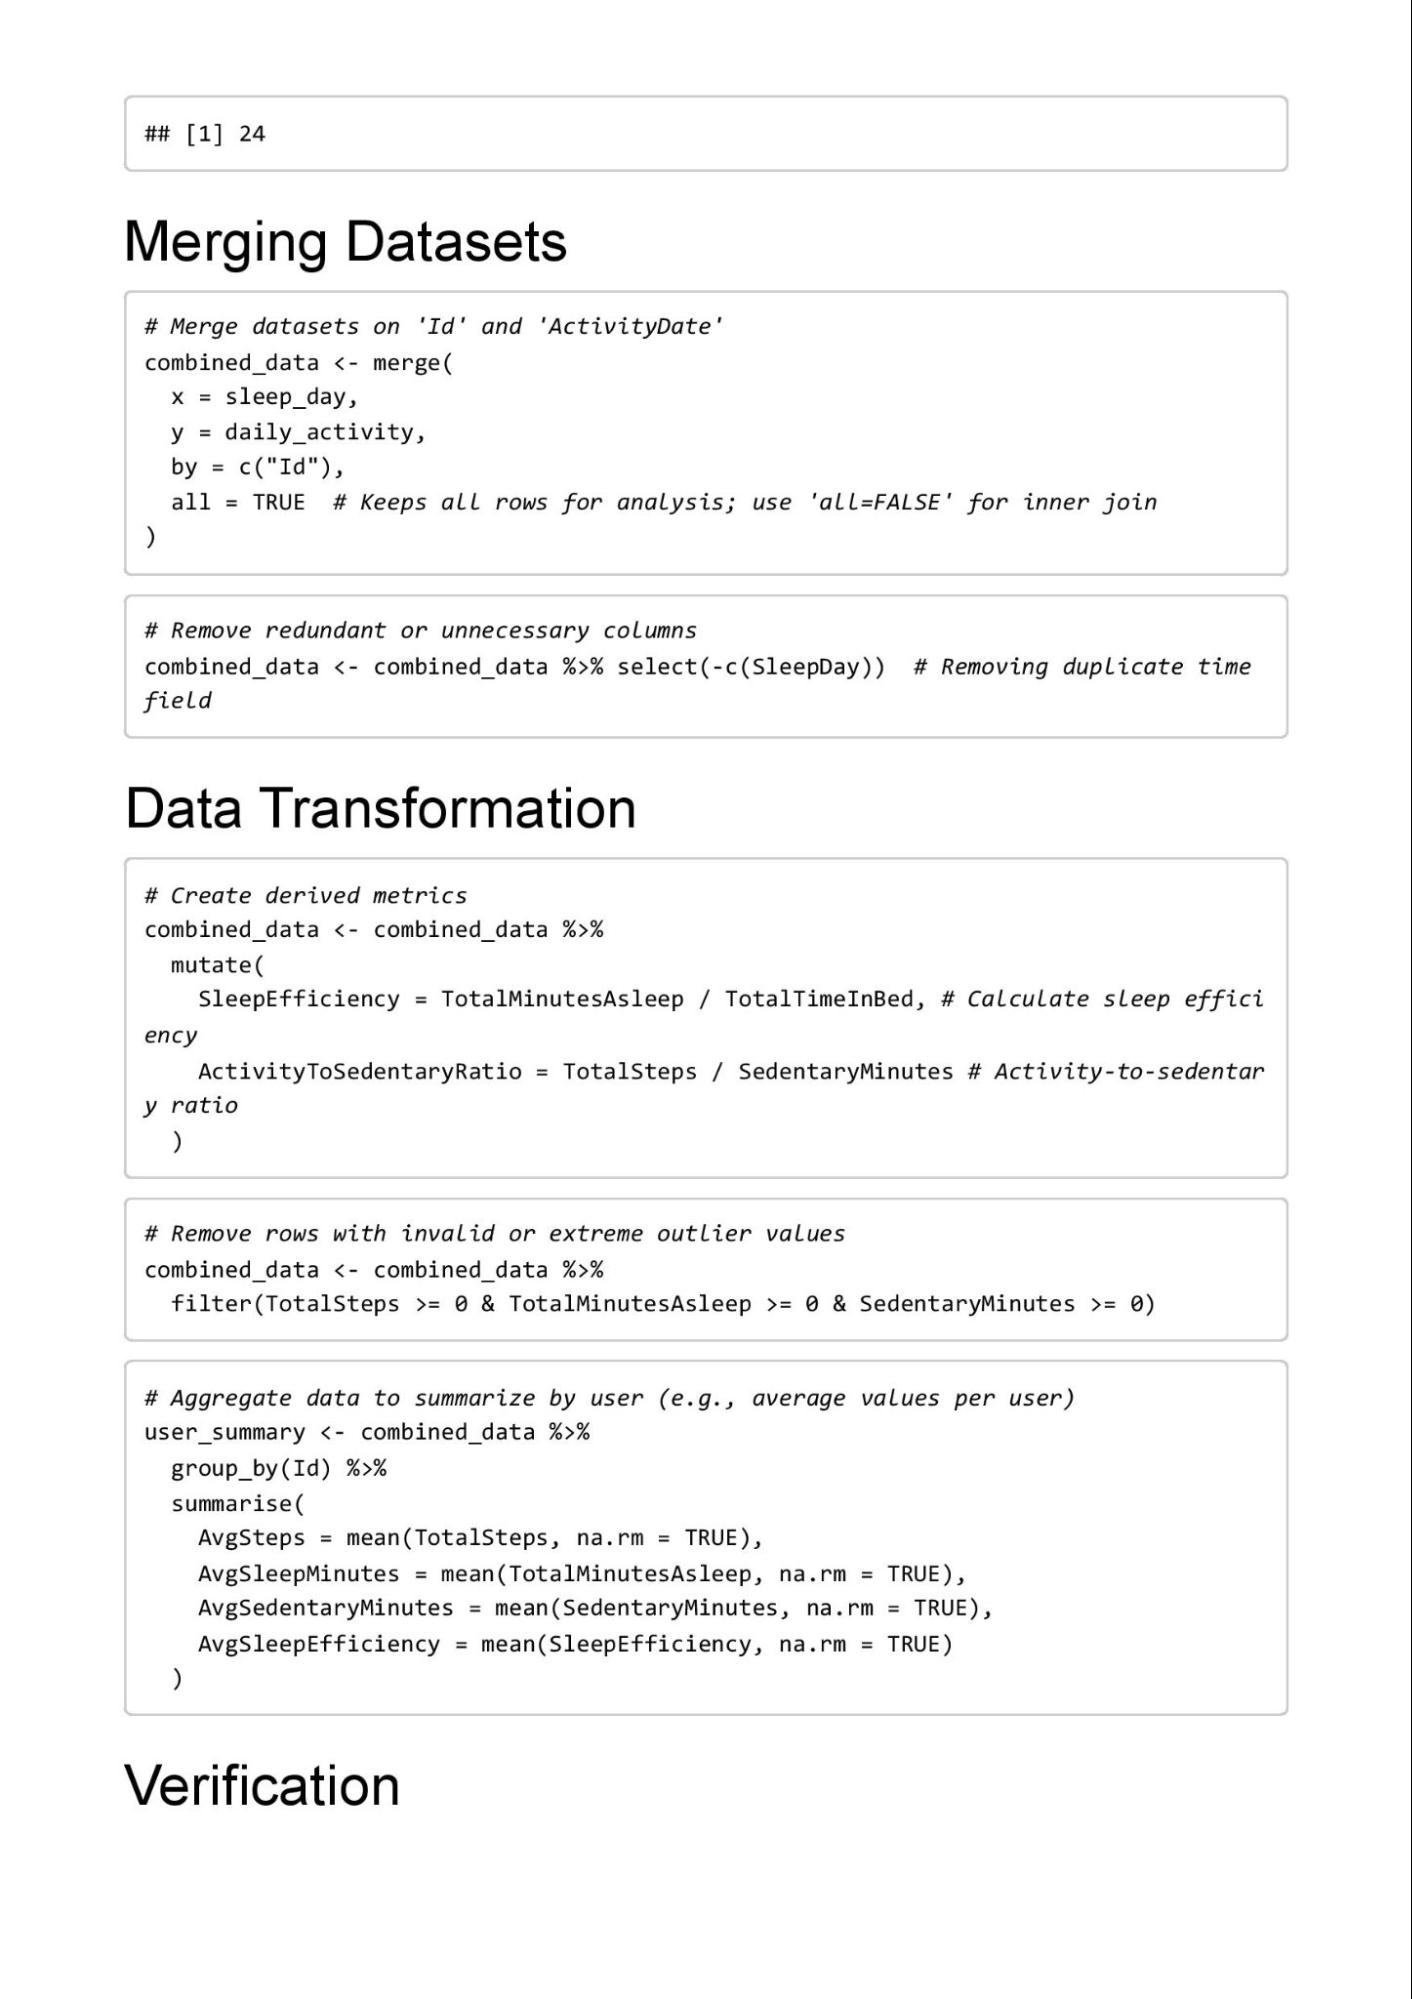 ## [1] 24
Merging Datasets
# Merge datasets on 'Id' and 'ActivityDate'
combined_data <- merge(
  x = sleep_day,
  y = daily_activity,
  by = c("Id"),
  all = TRUE  # Keeps all rows for analysis; use 'all=FALSE' for inner join
)
# Remove redundant or unnecessary columns
combined_data <- combined_data %>% select(-c(SleepDay))  # Removing duplicate time
field
Data Transformation
# Create derived metrics
combined_data <- combined_data %>%
  mutate(
    SleepEfficiency = TotalMinutesAsleep / TotalTimeInBed, # Calculate sleep effici
ency
    ActivityToSedentaryRatio = TotalSteps / SedentaryMinutes # Activity-to-sedentar
y ratio
  )
# Remove rows with invalid or extreme outlier values
combined_data <- combined_data %>%
  filter(TotalSteps >= 0 & TotalMinutesAsleep >= 0 & SedentaryMinutes >= 0)
# Aggregate data to summarize by user (e.g., average values per user)
user_summary <- combined_data %>%
  group_by(Id) %>%
  summarise(
    AvgSteps = mean(TotalSteps, na.rm = TRUE),
    AvgSleepMinutes = mean(TotalMinutesAsleep, na.rm = TRUE),
    AvgSedentaryMinutes = mean(SedentaryMinutes, na.rm = TRUE),
    AvgSleepEfficiency = mean(SleepEfficiency, na.rm = TRUE)
  )
Verification